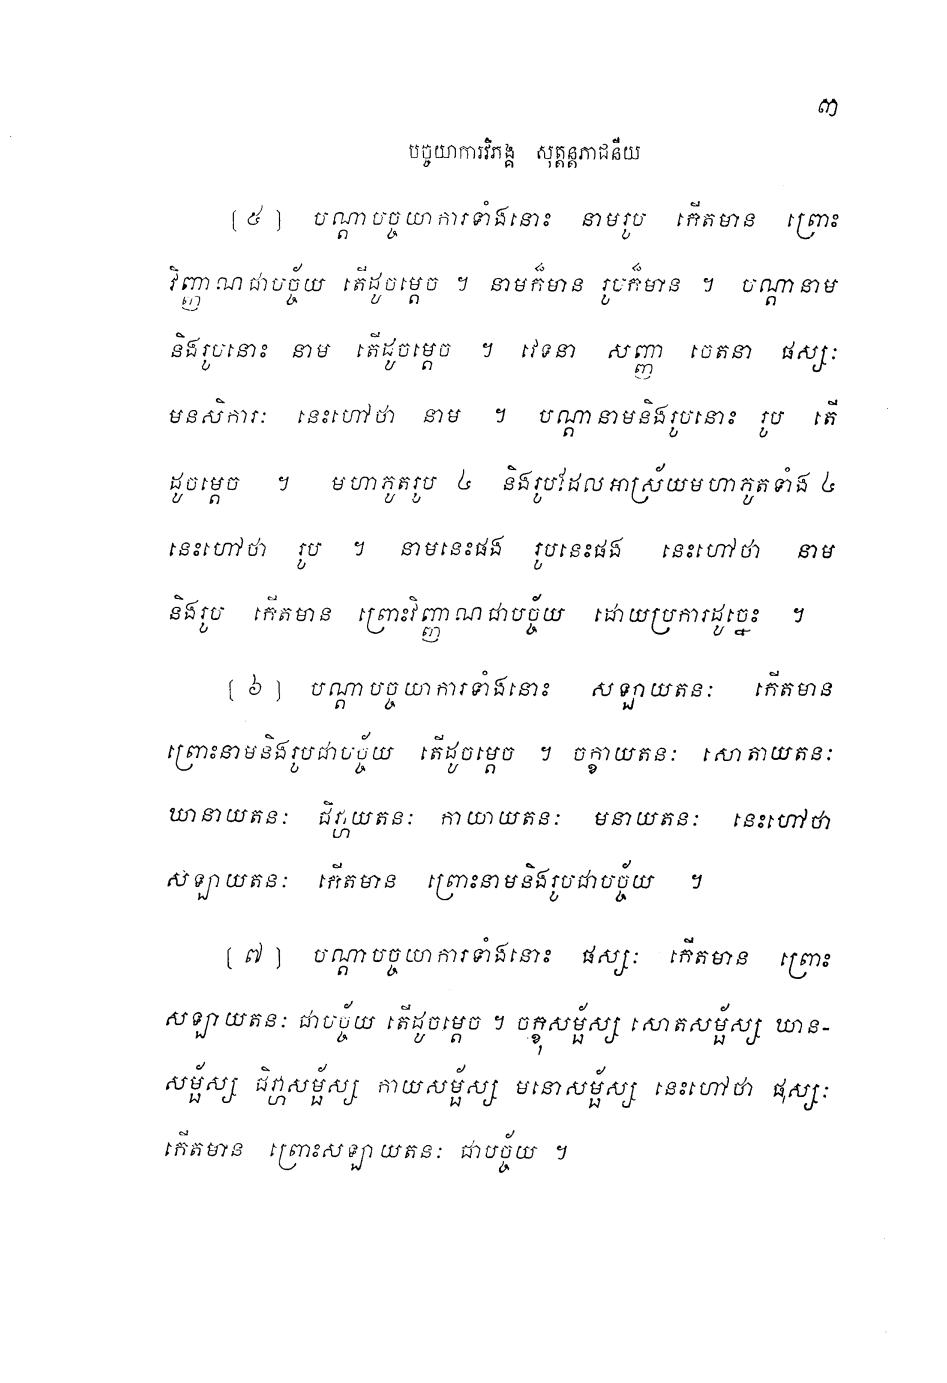 ៣
បច្ចយាការវិភង្គ សុត្តន្តភាជនីយ
[៥] បណ្តាបច្ចយាការទាំងនោះ នាមរូប កើតមាន ព្រោះ
វិញ្ញាណជាបច្ច័យ តើដូចម្តេច ។ នាមក៏មាន រូបក៏មាន ។ បណ្តានាម
និងរូបនោះ នាម តើដូចម្តេច ។ វេទនា សញ្ញា ចេតនា ផស្សៈ
មនសិការៈ នេះហៅថា នាម ។ បណ្តានាមនិងរូបនោះ រូប តើ
ដូចម្តេច ។ មហាភូតរូប ៤ និងរូបដែលអាស្រ័យមហាភូតទាំង ៤
នេះហៅថា រូប ។ នាមនេះផង រូបនេះផង នេះហៅថា នាម
និងរូប កើតមាន ព្រោះវិញ្ញាណជាបច្ច័យ ដោយប្រការដូច្នេះ ។
[៦] បណ្តាបច្ចយាការទាំងនោះ សឡាយតនៈ កើតមាន
ព្រោះនាមនិងរូបជាបច្ច័យ តើដូចម្តេច ។ ចក្ខាយតនៈ សោតាយតនៈ
ឃានាយតនៈ ជិវ្ហាយតនៈ កាយាយតនៈ មនាយតនៈ នេះហៅថា
សឡាយតនៈ កើតមាន ព្រោះនាមនិងរូបជាបច្ច័យ ។
[៧] បណ្តាបច្ចយាការទាំងនោះ ផស្សៈ កើតមាន ព្រោះ
សឡាយតនៈ ជាបច្ច័យ តើដូចម្តេច ។ ចក្ខុសម្ផ័ស្ស សោតសម្ផ័ស្ស ឃាន-
សម្ផ័ស្ស ជិវ្ហាសម្ផ័ស្ស កាយសម្ផ័ស្ស មនោសម្ផ័ស្ស នេះហៅថា ផុស្សៈ
កើតមាន ព្រោះសឡាយតនៈ ជាបច្ច័យ ។